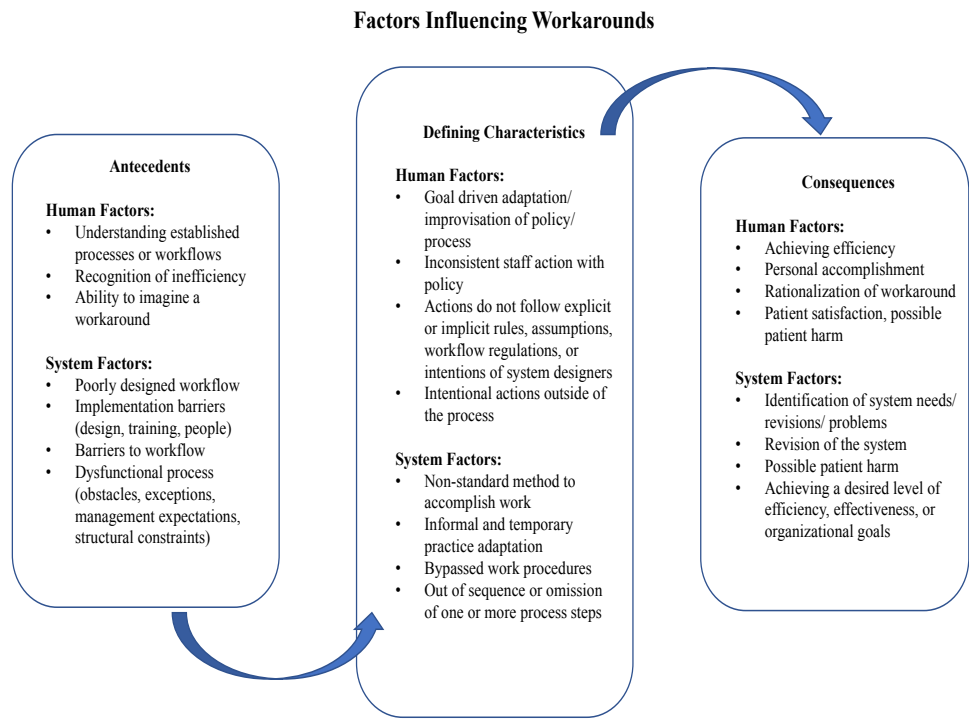 Factors Influencing Workarounds
Antecedents
Human Factors:
• Understanding established
processes or workflows
• Recognition of inefficiency
• Ability to imagine a
workaround
System Factors:
• Poorly designed workflow
• Implementation barriers
(design, training, people)
• Barriers to workflow
• Dysfunctional process
(obstacles, exceptions,
management expectations,
structural constraints)
Defining Characteristics
Human Factors:
• Goal driven adaptation/
improvisation of policy/
process
• Inconsistent staff action with
policy
• Actions do not follow explicit
or implicit rules, assumptions,
workflow regulations, or
intentions of system designers
• Intentional actions outside of
the process
System Factors:
• Non-standard method to
accomplish work
• Informal and temporary
practice adaptation
• Bypassed work procedures
• Out of sequence or omission
of one or more process steps
Consequences
Human Factors:
• Achieving efficiency
• Personal accomplishment
• Rationalization of workaround
• Patient satisfaction, possible
patient harm
System Factors:
• Identification of system needs/
revisions/ problems
• Revision of the system
• Possible patient harm
• Achieving a desired level of
efficiency, effectiveness, or
organizational goals